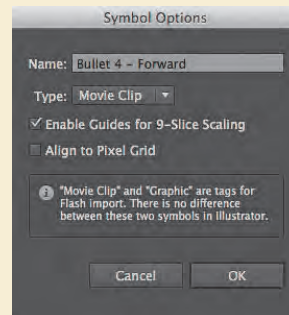 Symbol Options
Name: Bullet 4 – Forward
Type: Movie Clip
Enable Guides for 9-Slice Scaling
Align to Pixel Grid
"Movie Clip" and "Graphic" are tags for
Flash import. There is no difference
between these two symbols in Illustrator.
Cancel OK